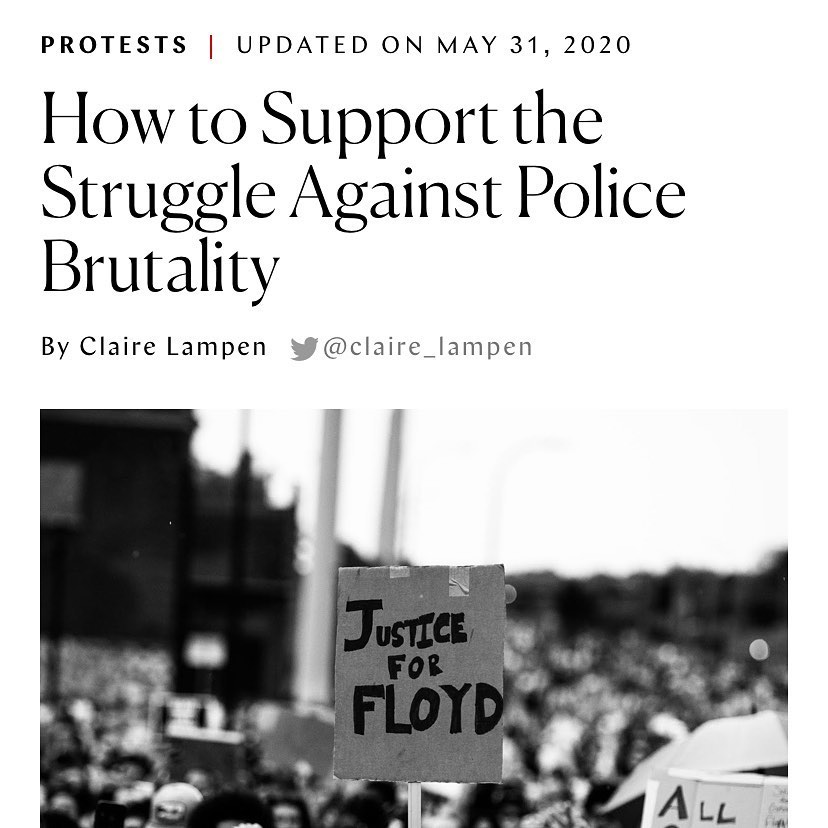 PROTESTS | UPDATED ON MAY 31, 2020
How to Support the
Struggle Against Police
Brutality
By Claire Lampen @claire_lampen
JUSTICE
FOR
FLOYD
ALL